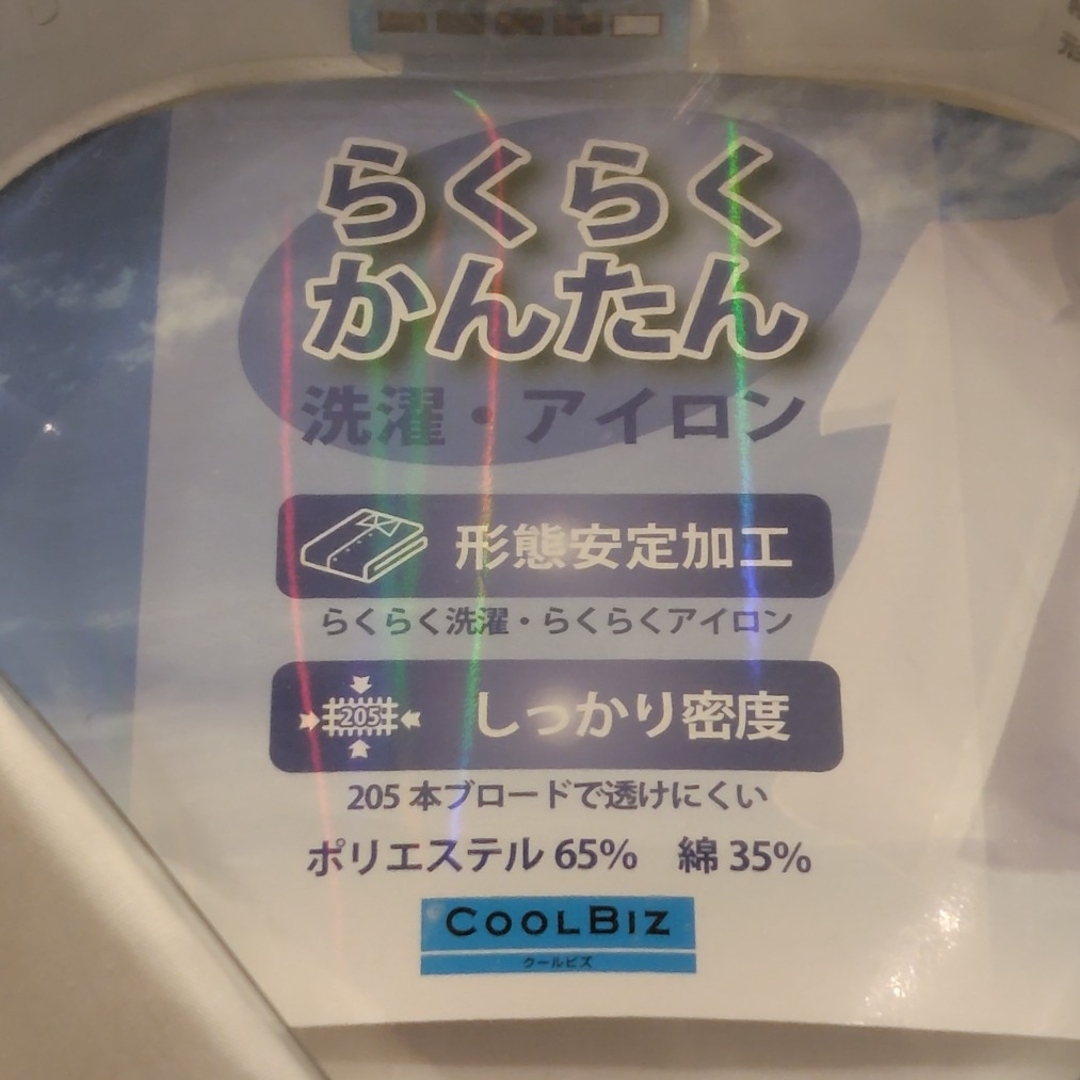 らくらく
かんたん
洗濯・アイロン
形態安定加工
らくらく洗濯・らくらくアイロン
205
しっかり密度
205本ブロードで透けにくい
ポリエステル65% 綿35%
COOLBIZ
クールビズ